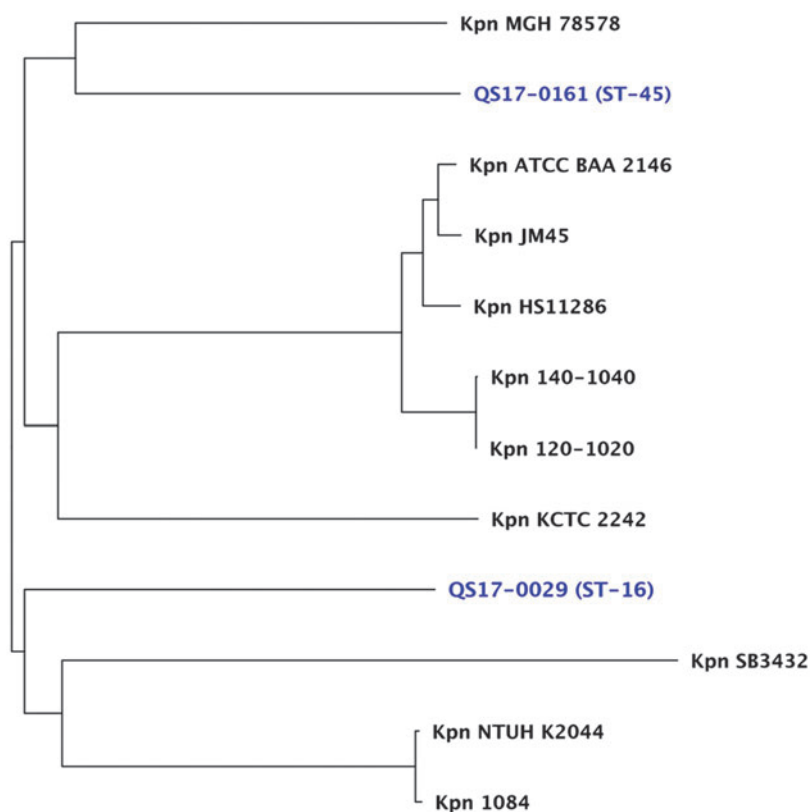 Kpn MGH 78578
QS17-0161 (ST-45)
Kpn ATCC BAA 2146
Kpn JM45
Kpn HS11286
Kpn 140-1040
Kpn 120-1020
Kpn KCTC 2242
QS17-0029 (ST-16)
Kpn SB3432
Kpn NTUH K2044
Kpn 1084